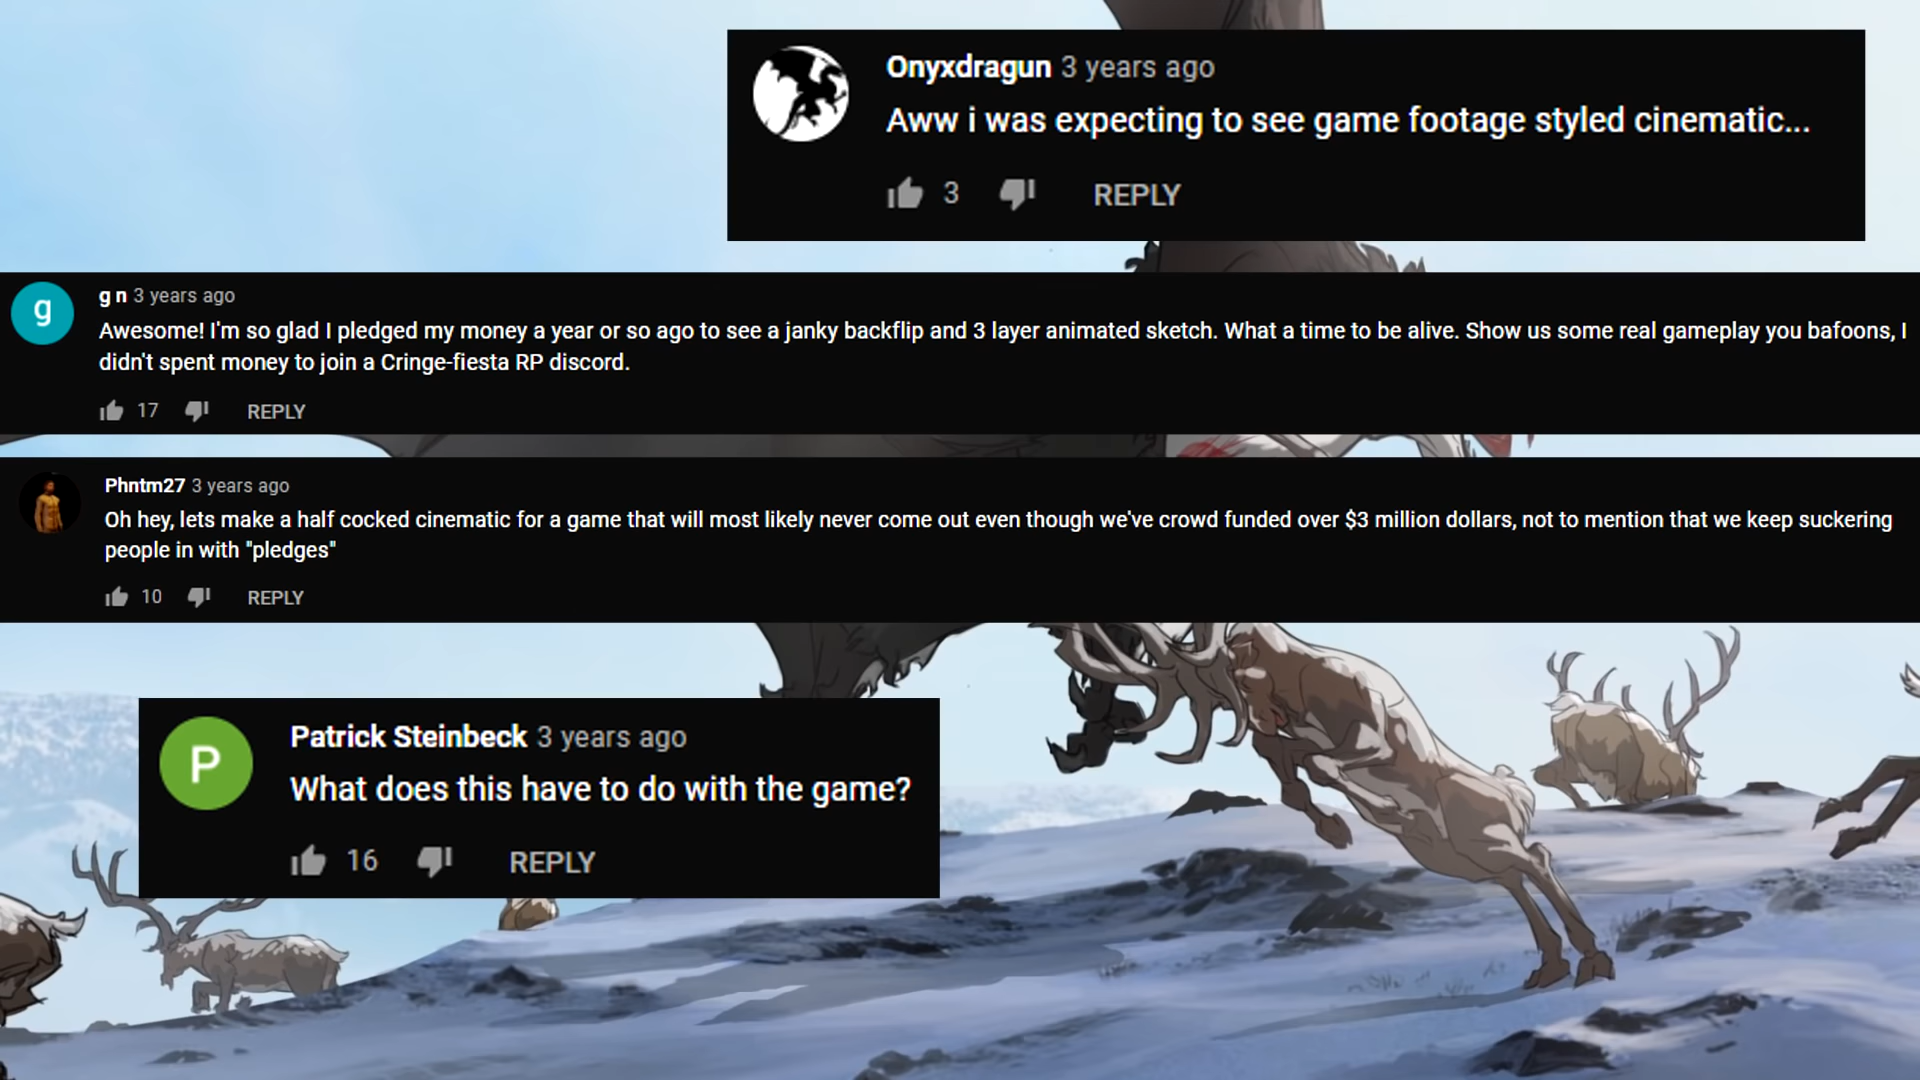 Onyxdragun 3 years ago
Aww i was expecting to see game footage styled cinematic...
3 REPLY
g
g n 3 years ago
Awesome! I'm so glad I pledged my money a year or so ago to see a janky backflip and 3 layer animated sketch. What a time to be alive. Show us some real gameplay you bafoons, I
didn't spent money to join a Cringe-fiesta RP discord.
17 REPLY
Phntm27 3 years ago
Oh hey, lets make a half cocked cinematic for a game that will most likely never come out even though we've crowd funded over $3 million dollars, not to mention that we keep suckering
people in with "pledges"
10 REPLY
P
Patrick Steinbeck 3 years ago
What does this have to do with the game?
16 REPLY